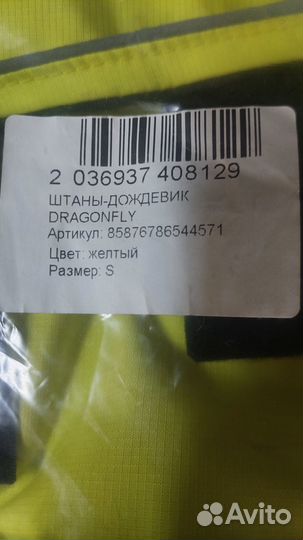 2 036937 408129
ШТАНЫ-ДОЖДЕВИК
DRAGONFLY
Артикул: 85876786544571
Цвет: желтый
Размер: S
Avito